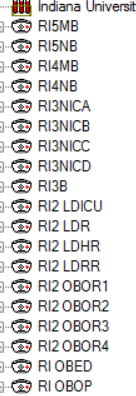 Indiana Universit
RI5MB
RI5NB
RI4MB
RI4NB
RI3NICA
RI3NICB
RI3NICC
RI3NICD
RI3B
RI2 LDICU
RI2 LDR
RI2 LDHR
RI2 LDRR
RI2 OBOR1
RI2 OBOR2
RI2 OBOR3
RI2 OBOR4
RI OBED
RI OBOP